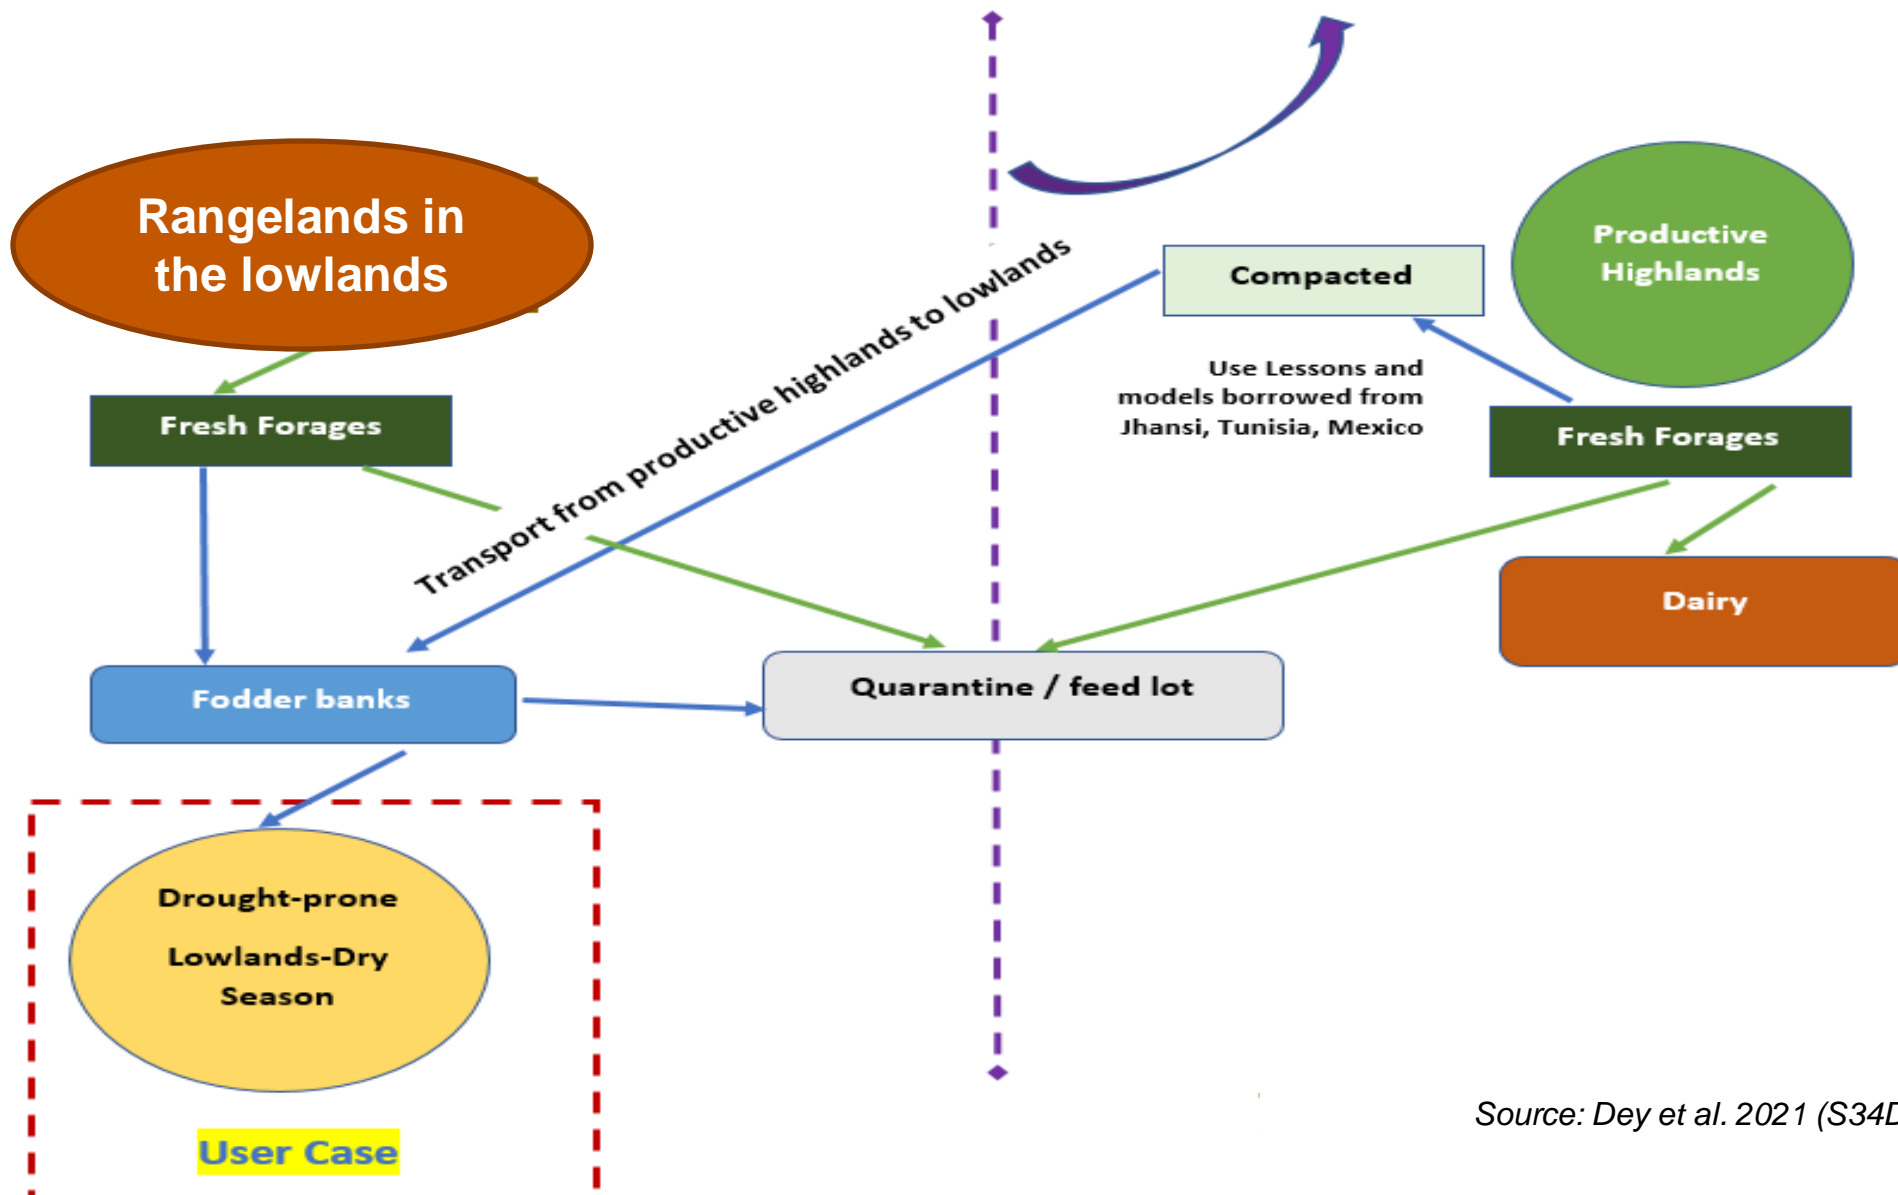 Rangelands in
the lowlands
Productive
Highlands
Compacted
Transport from productive highlands to lowlands
Use Lessons and
models borrowed from
Jhansi, Tunisia, Mexico
Fresh Forages
Fresh Forages
Dairy
Fodder banks
Quarantine / feed lot
Drought-prone
Lowlands-Dry
Season
User Case
Source: Dey et al. 2021 (S34D